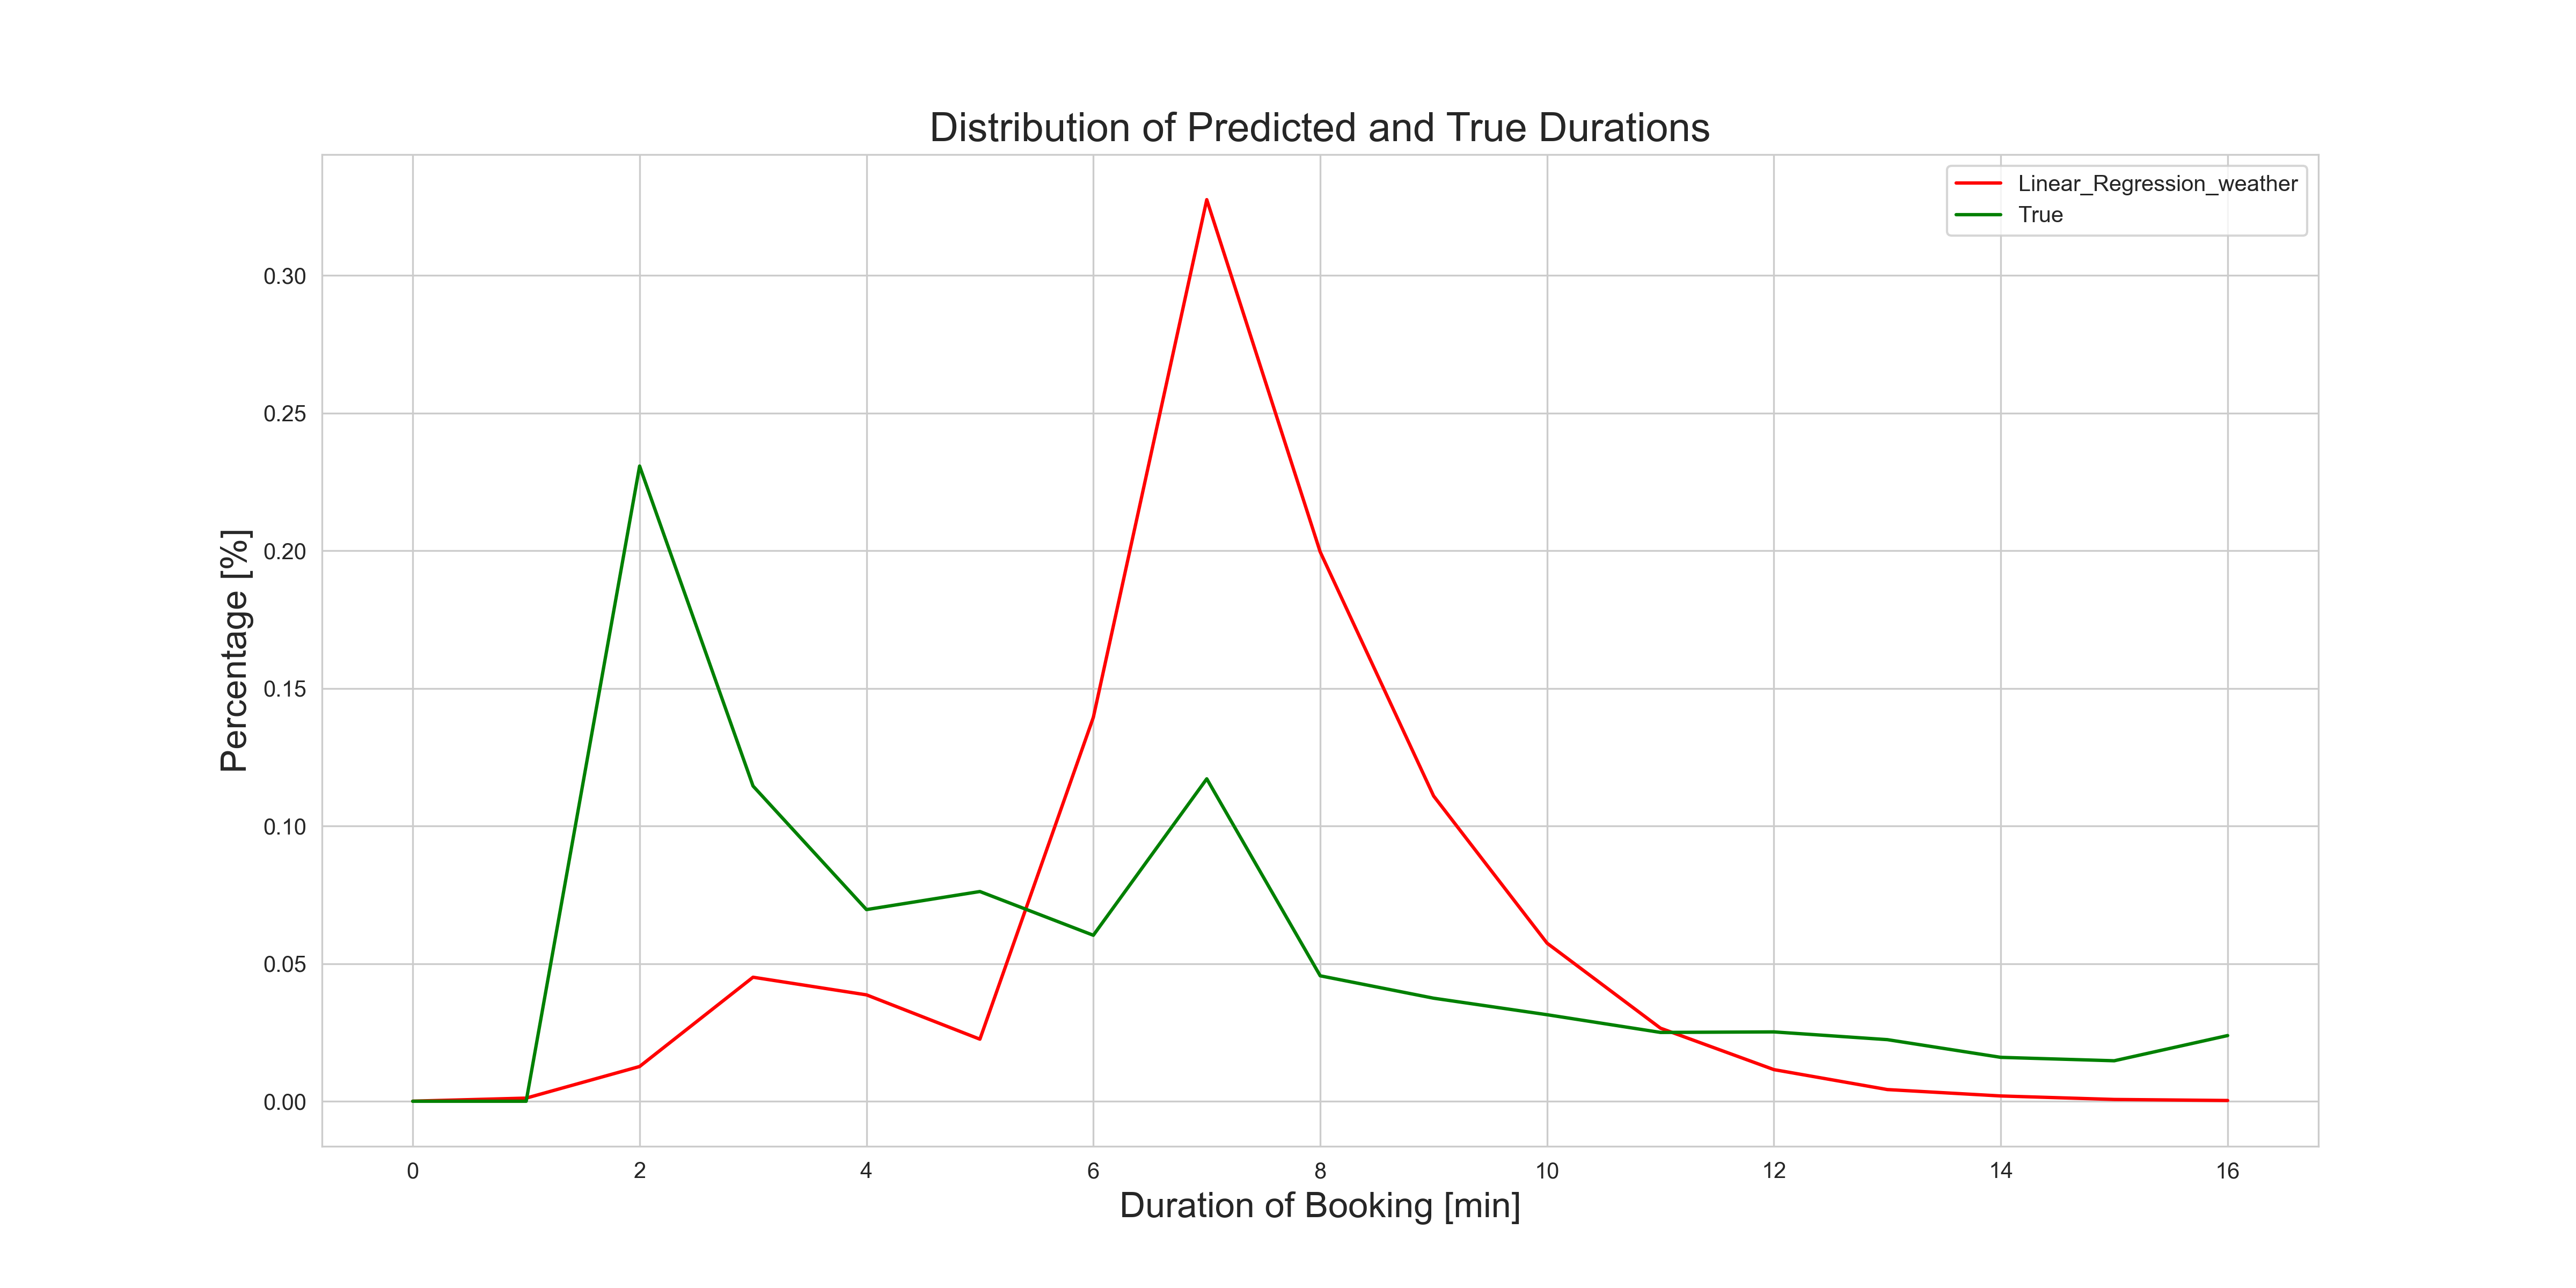 Distribution of Predicted and True Durations
Linear_Regression_weather
True
Percentage [%]
0.30
0.25
0.20
0.15
0.10
0.05
0.00
0 2 4 6 8 10 12 14 16
Duration of Booking [min]